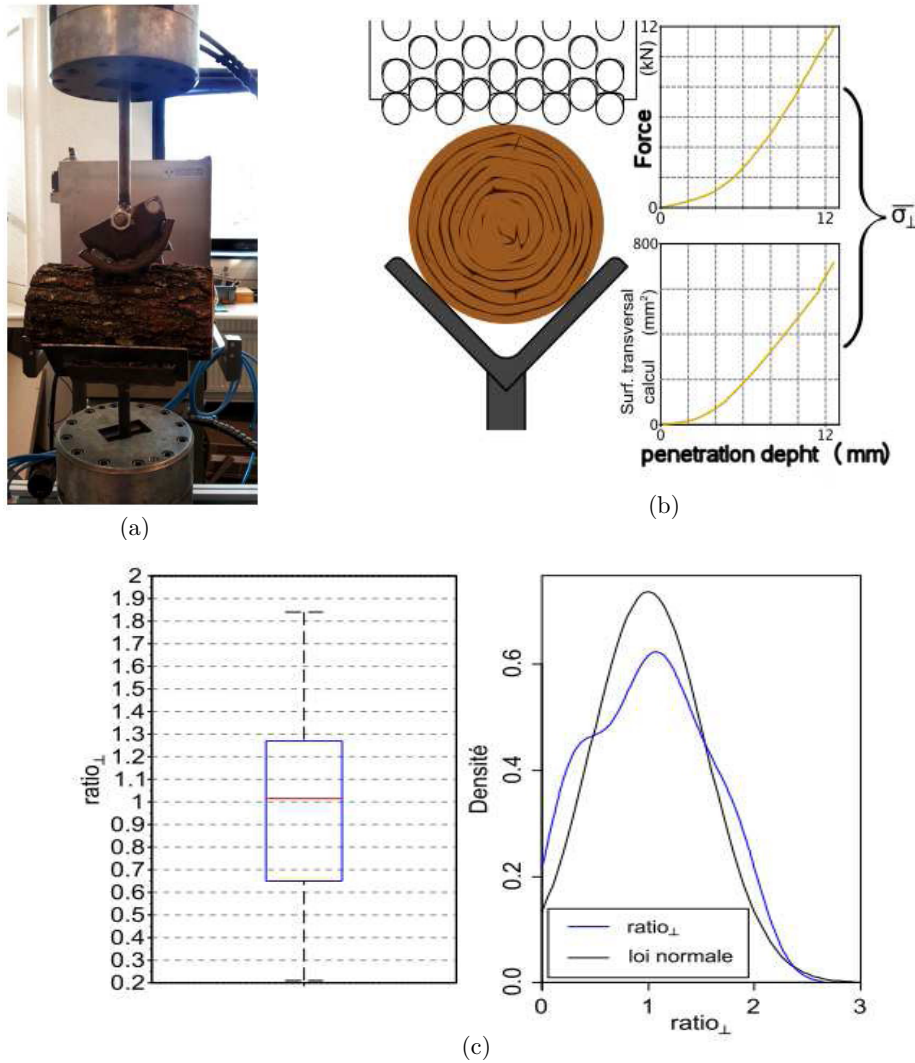 12
(kN)
Force
0
0
12
σ⊥
800
Surf. transversal
calcul (mm²)
0
0
12
penetration depht ( mm)
(a)
(b)
2
1.9
1.8
1.7
1.6
1.5
1.4
1.3
1.2
1.1
1
0.9
0.8
0.7
0.6
0.5
0.4
0.3
0.2
ratio⊥
Densité
0.6
0.4
0.2
0.0
ratio⊥
loi normale
0
1
2
3
ratio⊥
(c)